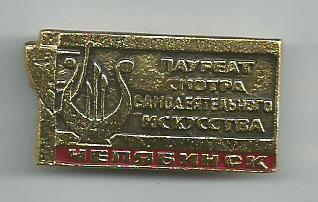 ЛАУРЕАТ
СМОТРА
САМОДЕЯТЕЛЬНОГО
ИСКУССТВА
ЧЕЛЯБИНСК